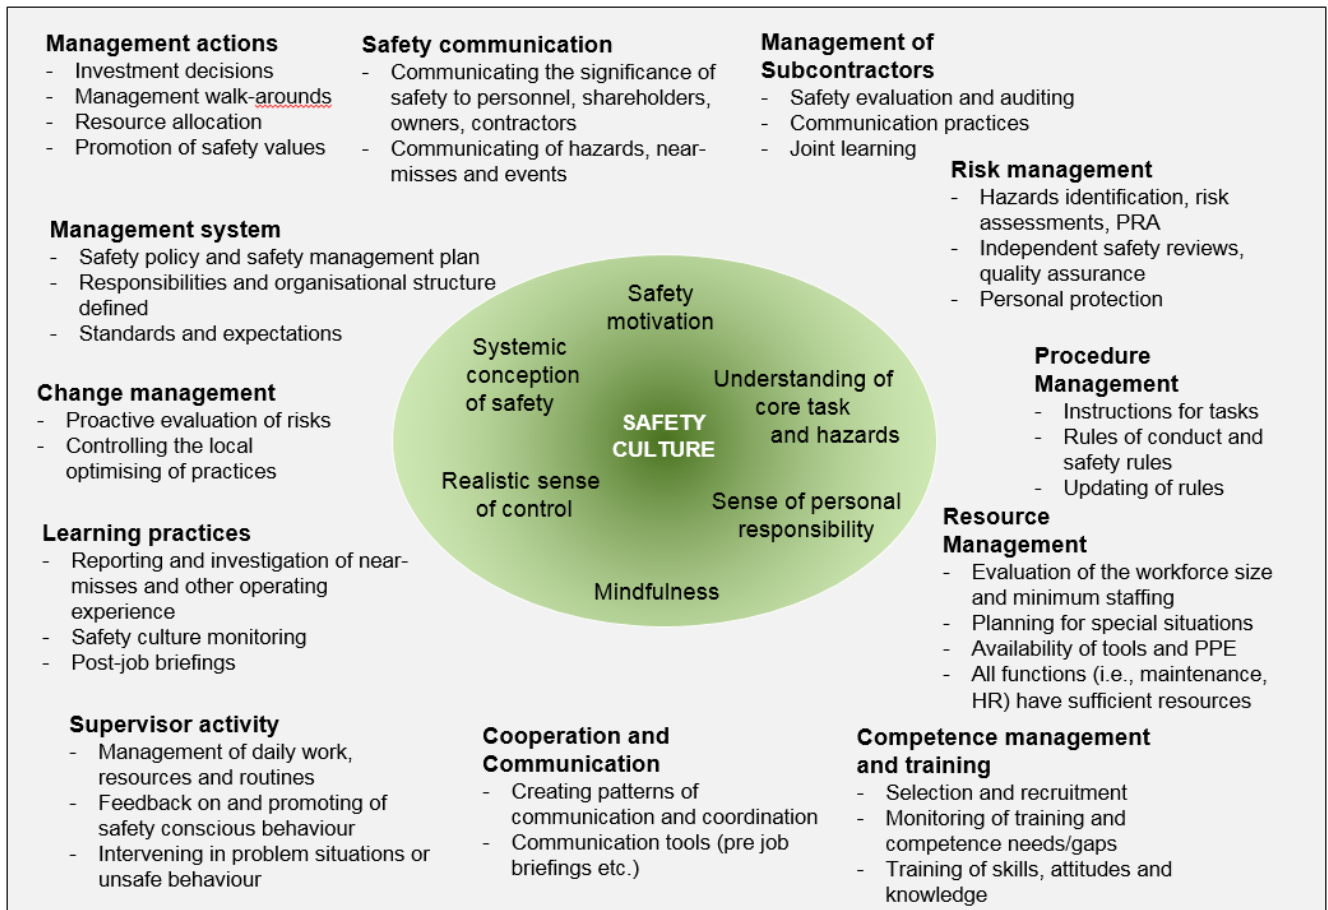 Management actions
- Investment decisions
- Management walk-arounds
- Resource allocation
- Promotion of safety values
Safety communication
- Communicating the significance of
safety to personnel, shareholders,
owners, contractors
- Communicating of hazards, near-
misses and events
Management of
Subcontractors
- Safety evaluation and auditing
- Communication practices
- Joint learning
Risk management
- Hazards identification, risk
assessments, PRA
- Independent safety reviews,
quality assurance
- Personal protection
Management system
- Safety policy and safety management plan
- Responsibilities and organisational structure
defined
- Standards and expectations
Safety
motivation
Systemic
conception
of safety
Understanding of
core task
and hazards
SAFETY
CULTURE
Realistic sense
of control
Sense of personal
responsibility
Mindfulness
Procedure
Management
- Instructions for tasks
- Rules of conduct and
safety rules
- Updating of rules
Change management
- Proactive evaluation of risks
- Controlling the local
optimising of practices
Learning practices
- Reporting and investigation of near-
misses and other operating
experience
- Safety culture monitoring
- Post-job briefings
Resource
Management
- Evaluation of the workforce size
and minimum staffing
- Planning for special situations
- Availability of tools and PPE
- All functions (i.e., maintenance,
HR) have sufficient resources
Supervisor activity
- Management of daily work,
resources and routines
- Feedback on and promoting of
safety conscious behaviour
- Intervening in problem situations or
unsafe behaviour
Cooperation and
Communication
- Creating patterns of
communication and coordination
- Communication tools (pre job
briefings etc.)
Competence management
and training
- Selection and recruitment
- Monitoring of training and
competence needs/gaps
- Training of skills, attitudes and
knowledge